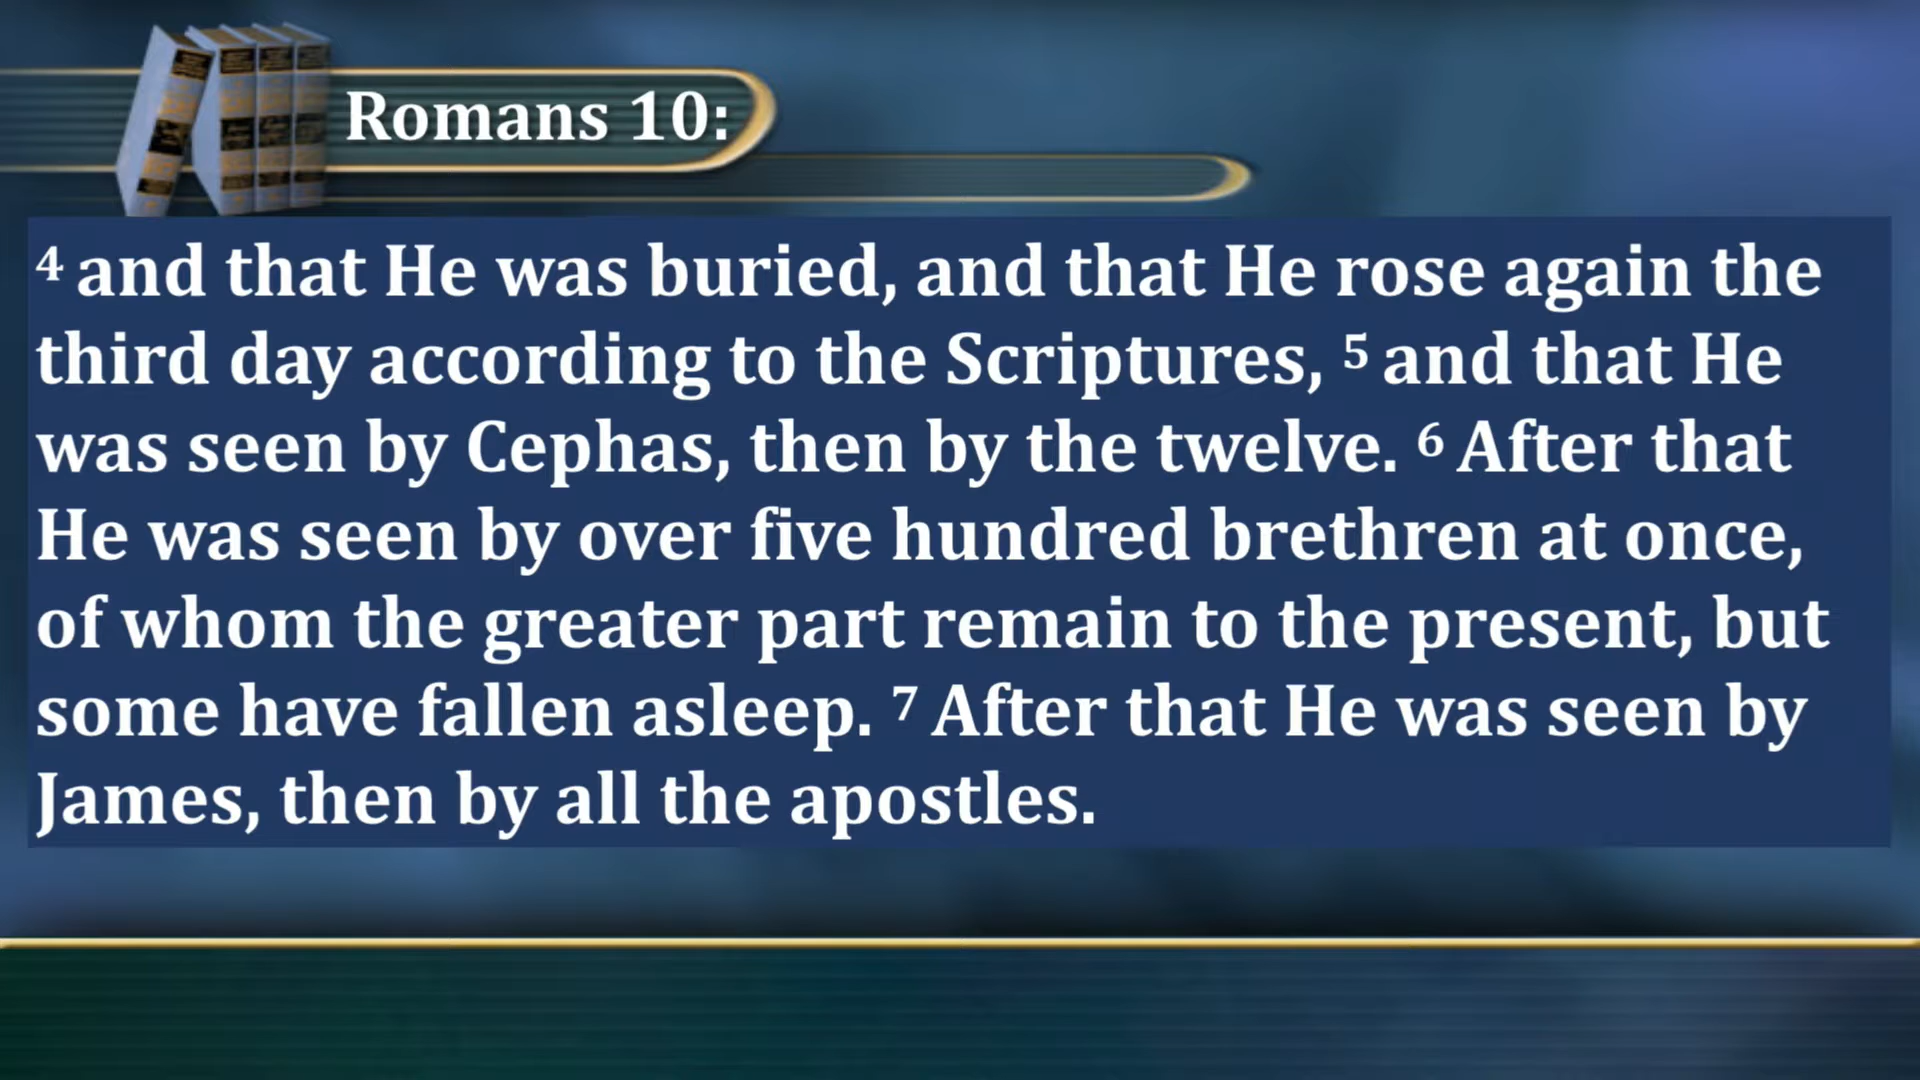 Romans 10:
4 and that He was buried, and that He rose again the
third day according to the Scriptures, 5 and that He
was seen by Cephas, then by the twelve. 6 After that
He was seen by over five hundred brethren at once,
of whom the greater part remain to the present, but
some have fallen asleep. 7 After that He was seen by
James, then by all the apostles.